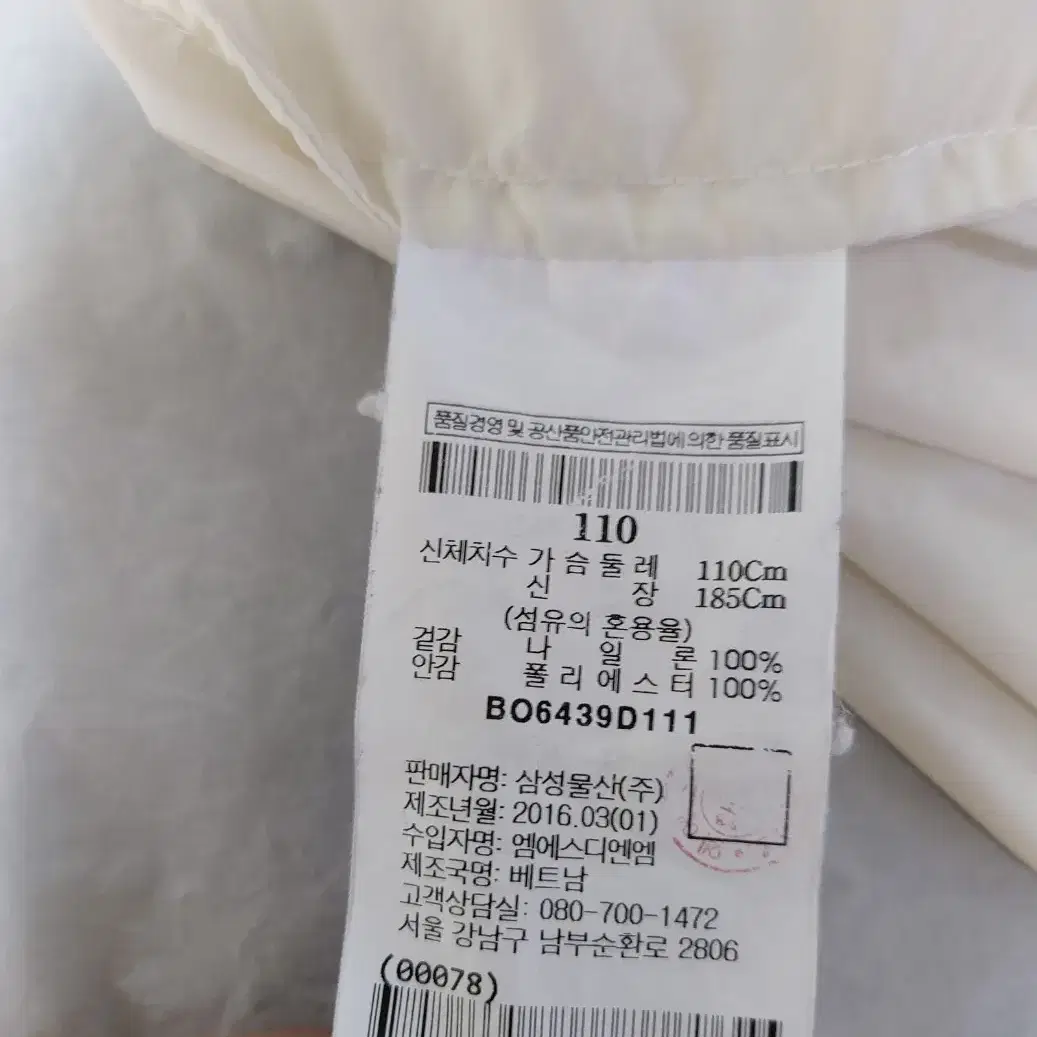 품질경영 및 공산품안전관리법에 의한 품질표시
110
신체치수 가슴둘레 110Cm
신장 185Cm
(섬유의 혼용율)
겉감 나일론 100%
안감 폴리에스터 100%
BO6439D111
판매자명: 삼성물산(주)
제조년월: 2016.03(01)
수입자명: 엠에스디엔엠
제조국명: 베트남
고객상담실: 080-700-1472
서울 강남구 남부순환로 2806
(00078)